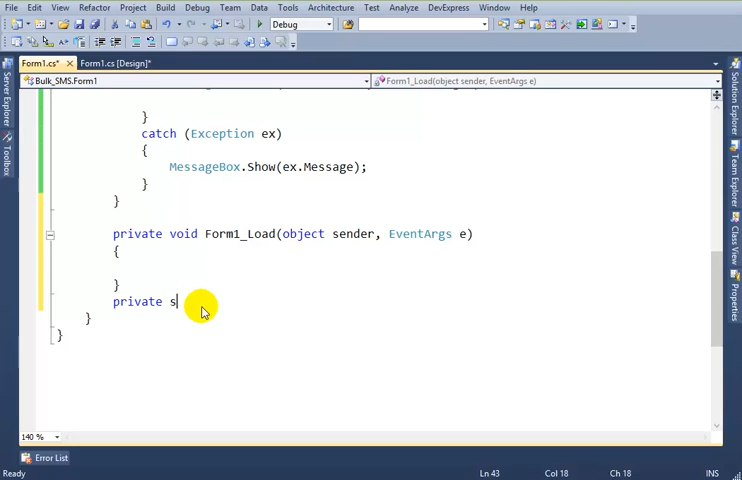 File Edit View Refactor Project Build Debug Team Data Tools Architecture Test Analyze DevExpress Window Help
Debug
Form1.cs* Form1.cs [Design]*
Bulk_SMS.Form1 Form1_Load(object sender, EventArgs e)
}
catch (Exception ex)
{
MessageBox.Show(ex.Message);
}
}
private void Form1_Load(object sender, EventArgs e)
{
}
private s
}
}
140 %
Error List
Ready Ln 43 Col 18 Ch 18 INS
Server Explorer
Toolbox
Solution Explorer
Team Explorer
Class View
Properties